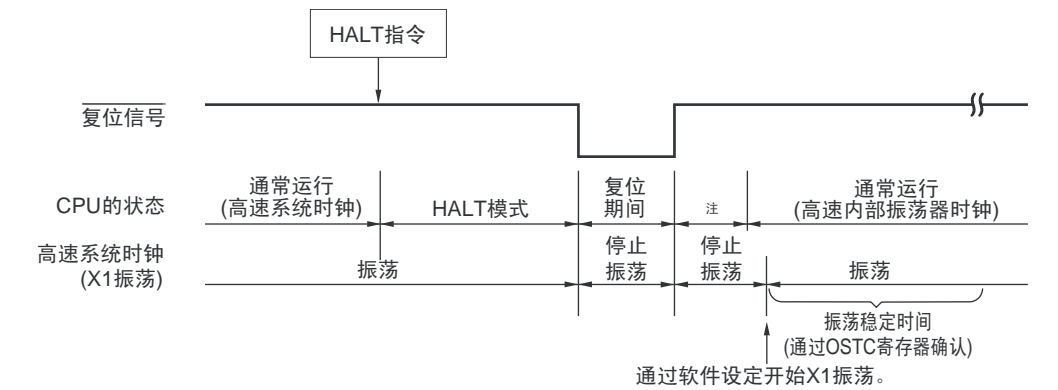 HALT指令
复位信号
CPU的状态
通常运行
(高速系统时钟)
HALT模式
复位
期间
注
通常运行
(高速内部振荡器时钟)
高速系统时钟
(X1振荡)
振荡
停止
振荡
停止
振荡
振荡
振荡稳定时间
(通过OSTC寄存器确认)
通过软件设定开始X1振荡。